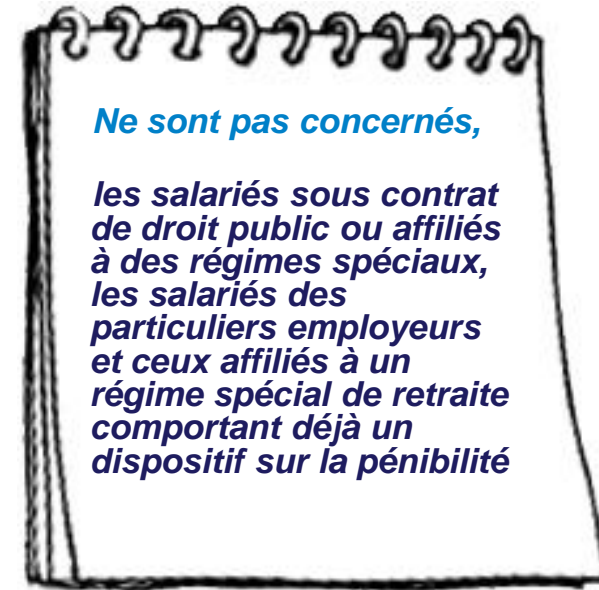 Ne sont pas concernés,
les salariés sous contrat
de droit public ou affiliés
à des régimes spéciaux,
les salariés des
particuliers employeurs
et ceux affiliés à un
régime spécial de retraite
comportant déjà un
dispositif sur la pénibilité